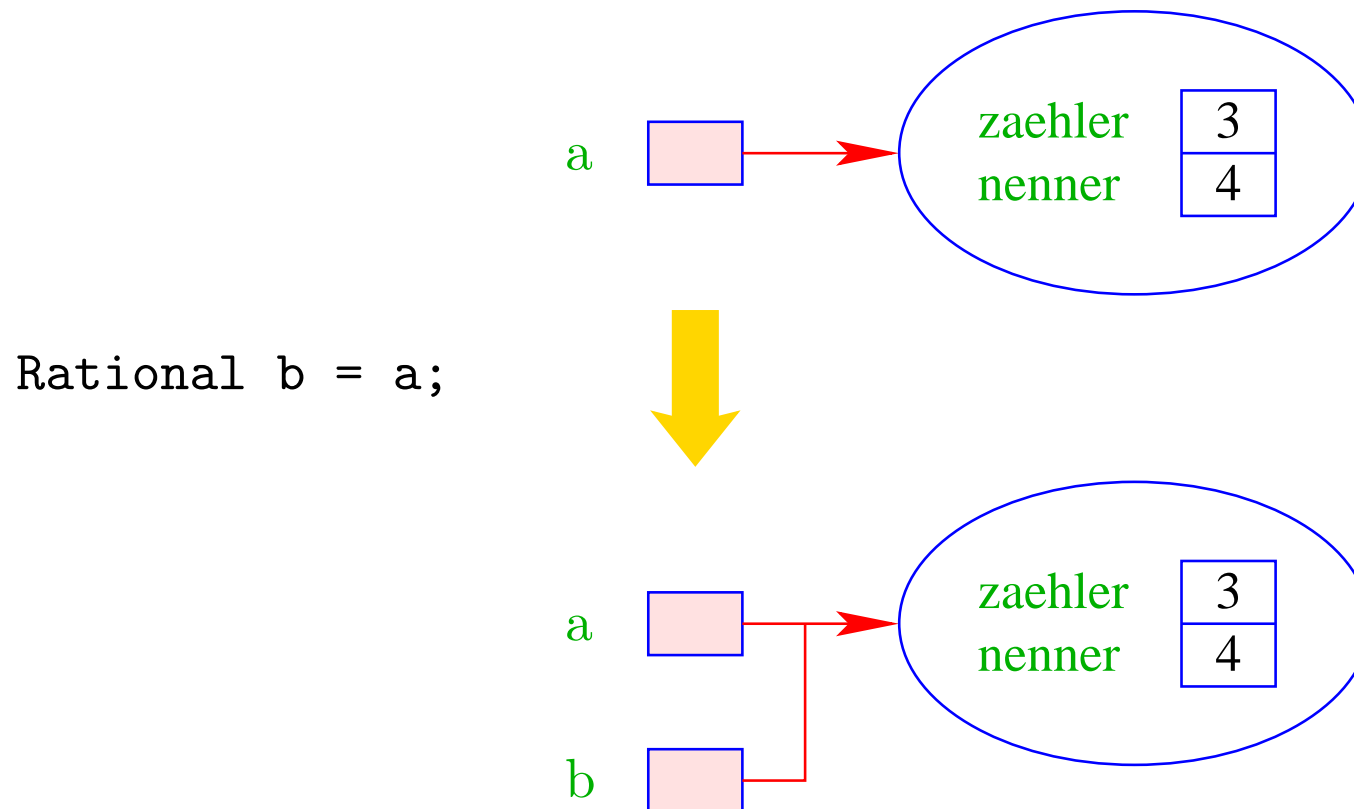 a
zaehler 3
nenner 4
Rational b = a;
a
zaehler 3
nenner 4
b